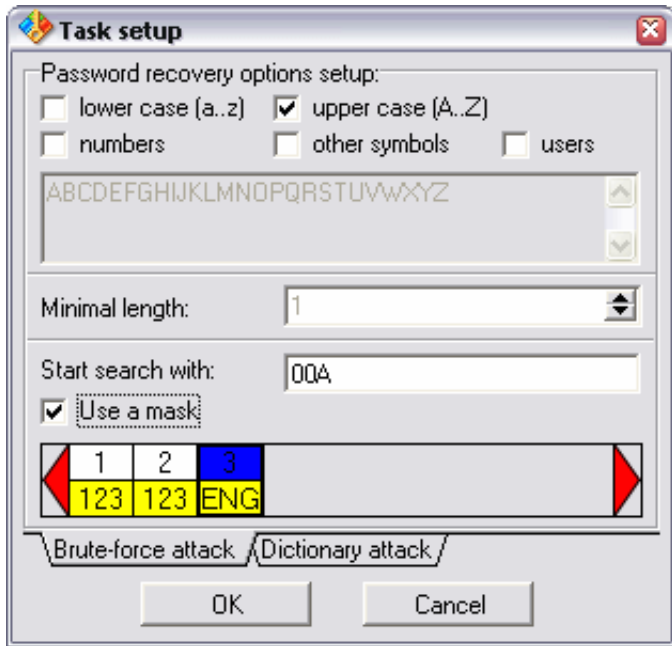 Task setup
Password recovery options setup:
lower case (a..z) upper case (A..Z)
numbers other symbols users
ABCDEFGHIJKLMNOPQRSTUVWXYZ
Minimal length: 1
Start search with: 00A
Use a mask
1 2 3
123 123 ENG
Brute-force attack Dictionary attack
OK Cancel